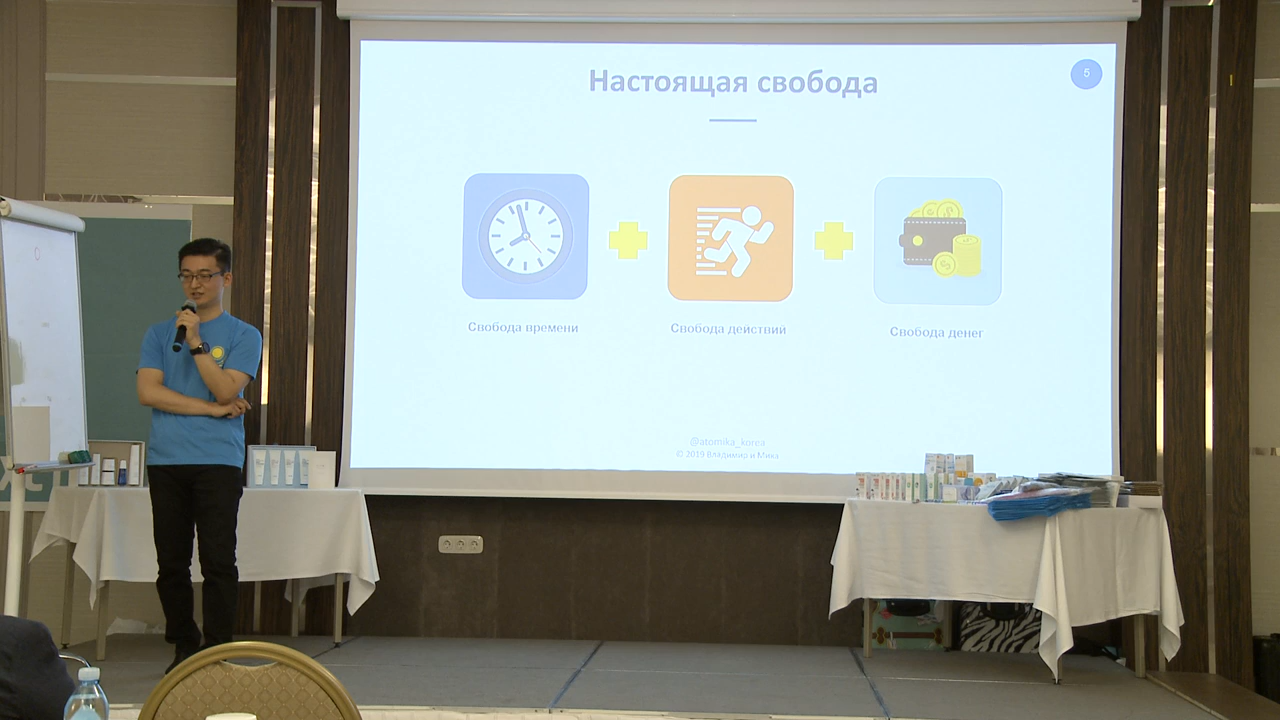 Настоящая свобода
5
Свобода времени
Свобода действий
Свобода денег
@atomika_korea
© 2019 Владимир и Мика